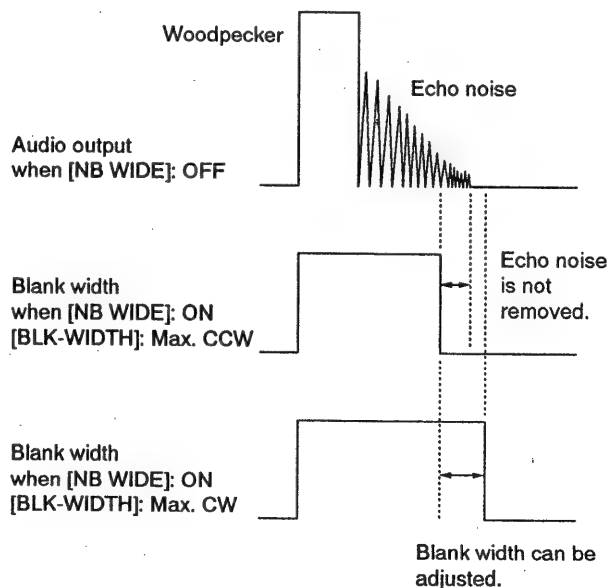 Woodpecker
Echo noise
Audio output
when [NB WIDE]: OFF
Echo noise
is not
removed.
Blank width
when [NB WIDE]: ON
[BLK-WIDTH]: Max. CCW
Blank width
when [NB WIDE]: ON
[BLK-WIDTH]: Max. CW
Blank width can be
adjusted.